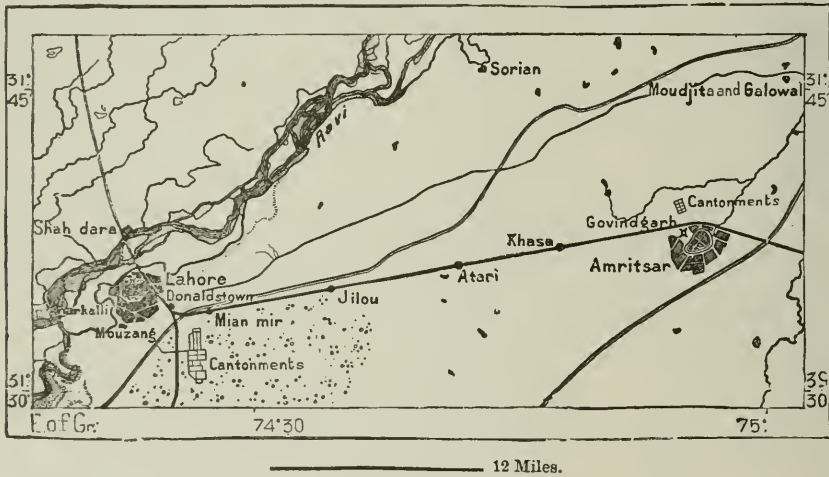 Sorian
31°
45'
31°
45
Moudjita and Galowal
Ravi
Cantonments
Govindgarh
Shah dara
Khasa
Amritsar
Atari
Lahore
Donaldstown
Jilou
Mian mir
Mouzang
Cantonments
31°
30
30
E.of Gr.
74°30
75°
12 Miles.